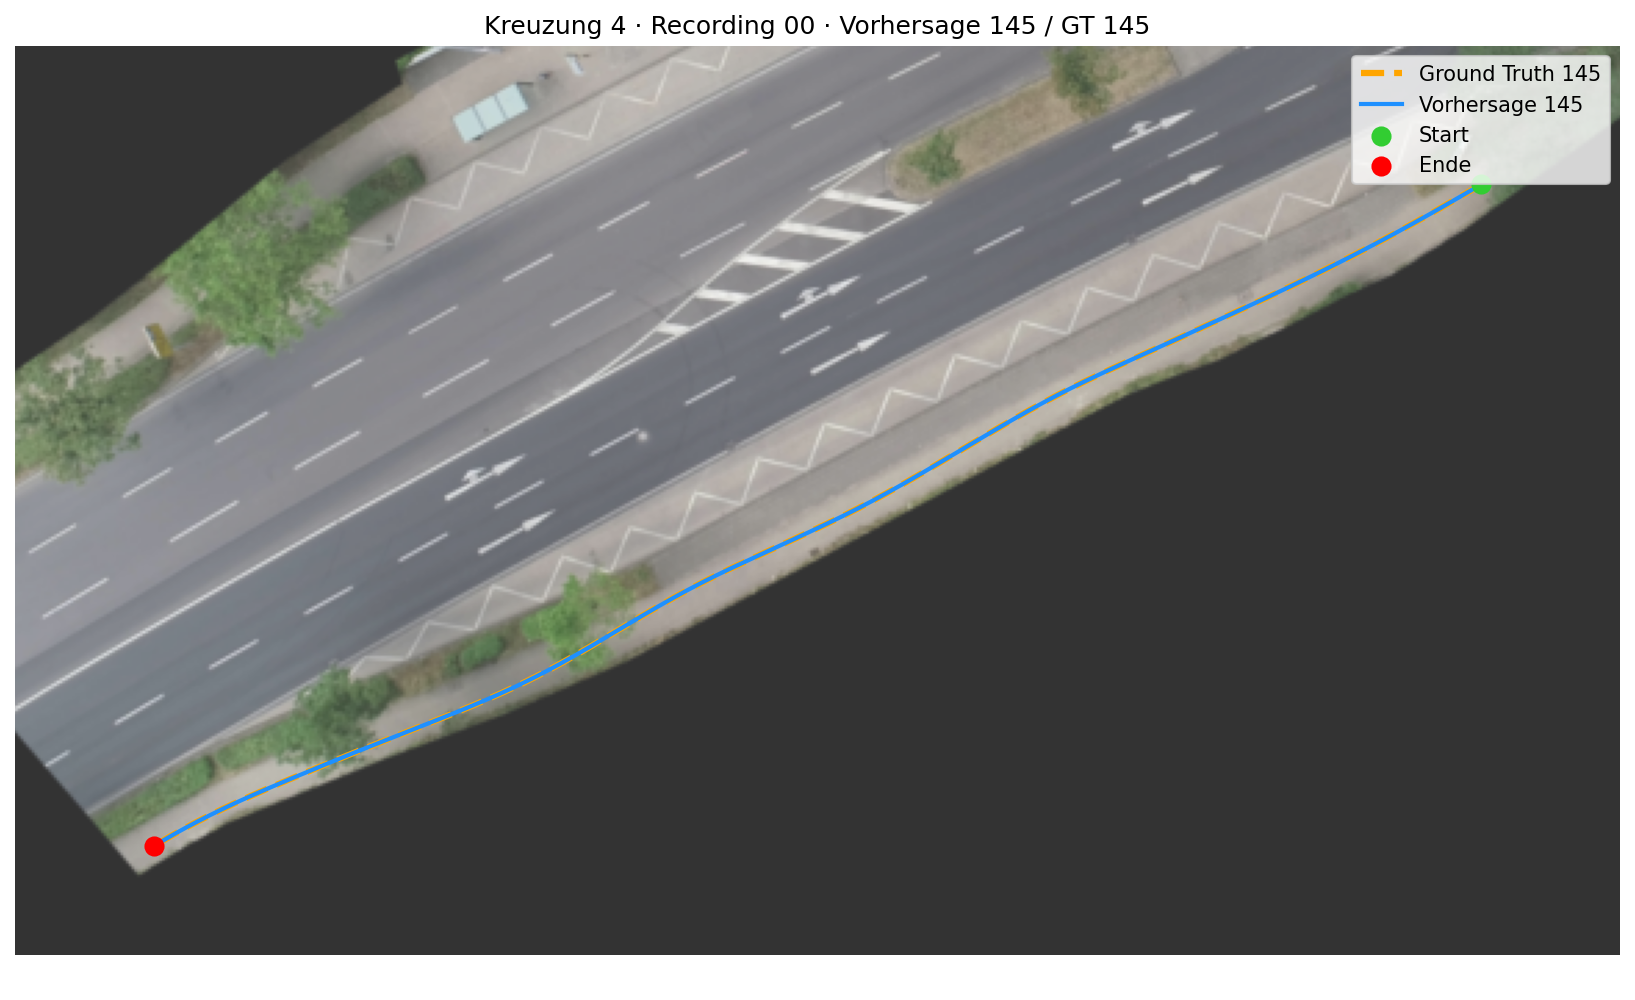 Kreuzung 4 · Recording 00 · Vorhersage 145 / GT 145
Ground Truth 145
Vorhersage 145
Start
Ende